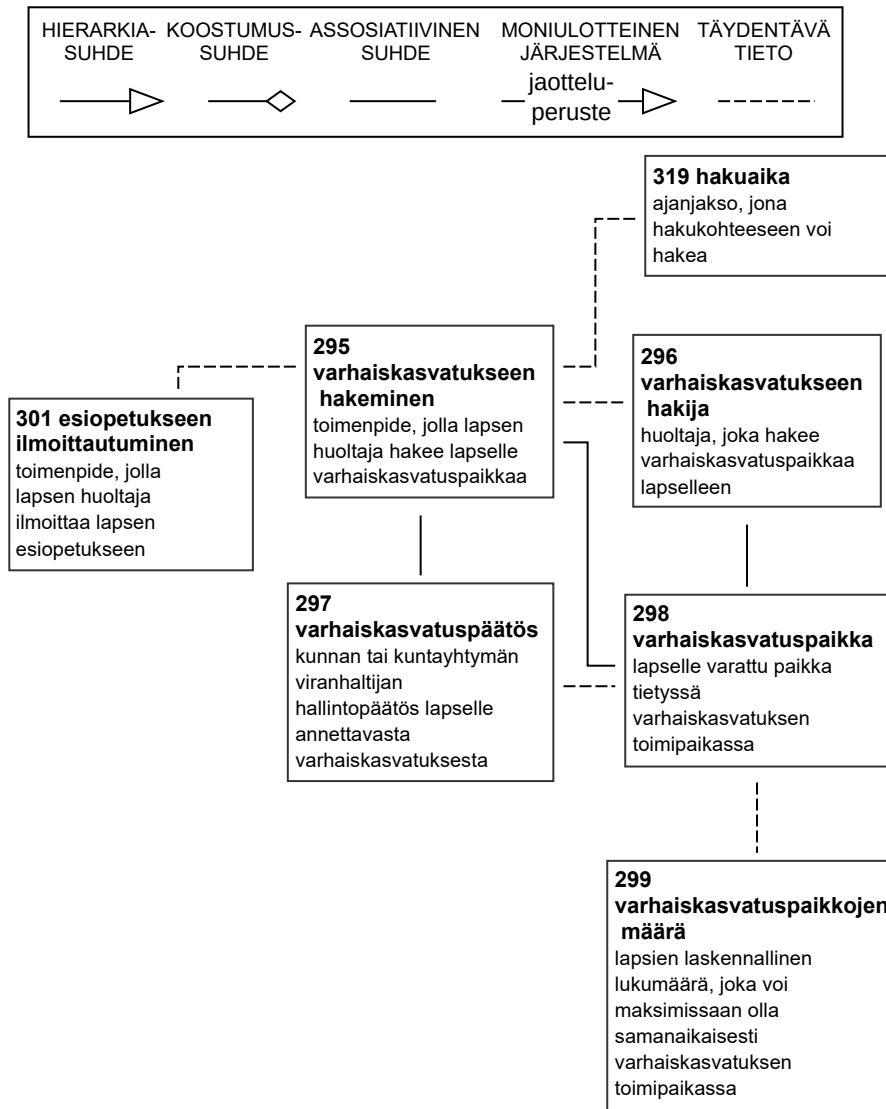 HIERARKIA-
SUHDE
KOOSTUMUS-
SUHDE
ASSOSIATIIVINEN
SUHDE
MONIULOTTEINEN
JÄRJESTELMÄ
jaottelu-
peruste
TÄYDENTÄVÄ
TIETO
319 hakuaika
ajanjakso, jona
hakukohteeseen voi
hakea
295
varhaiskasvatukseen
hakeminen
toimenpide, jolla lapsen
huoltaja hakee lapselle
varhaiskasvatuspaikkaa
296
varhaiskasvatukseen
hakija
huoltaja, joka hakee
varhaiskasvatuspaikkaa
lapselleen
301 esiopetukseen
ilmoittautuminen
toimenpide, jolla
lapsen huoltaja
ilmoittaa lapsen
esiopetukseen
297
varhaiskasvatuspäätös
kunnan tai kuntayhtymän
viranhaltijan
hallintopäätös lapselle
annettavasta
varhaiskasvatuksesta
298
varhaiskasvatuspaikka
lapselle varattu paikka
tietyssä
varhaiskasvatuksen
toimipaikassa
299
varhaiskasvatuspaikkojen
määrä
lapsien laskennallinen
lukumäärä, joka voi
maksimissaan olla
samanaikaisesti
varhaiskasvatuksen
toimipaikassa